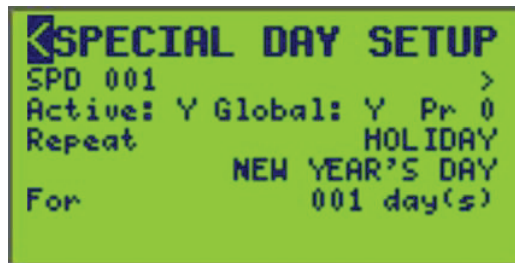 <SPECIAL DAY SETUP
SPD 001 >
Active: Y Global: Y Pr 0
Repeat HOLIDAY
NEW YEAR'S DAY
For 001 day(s)